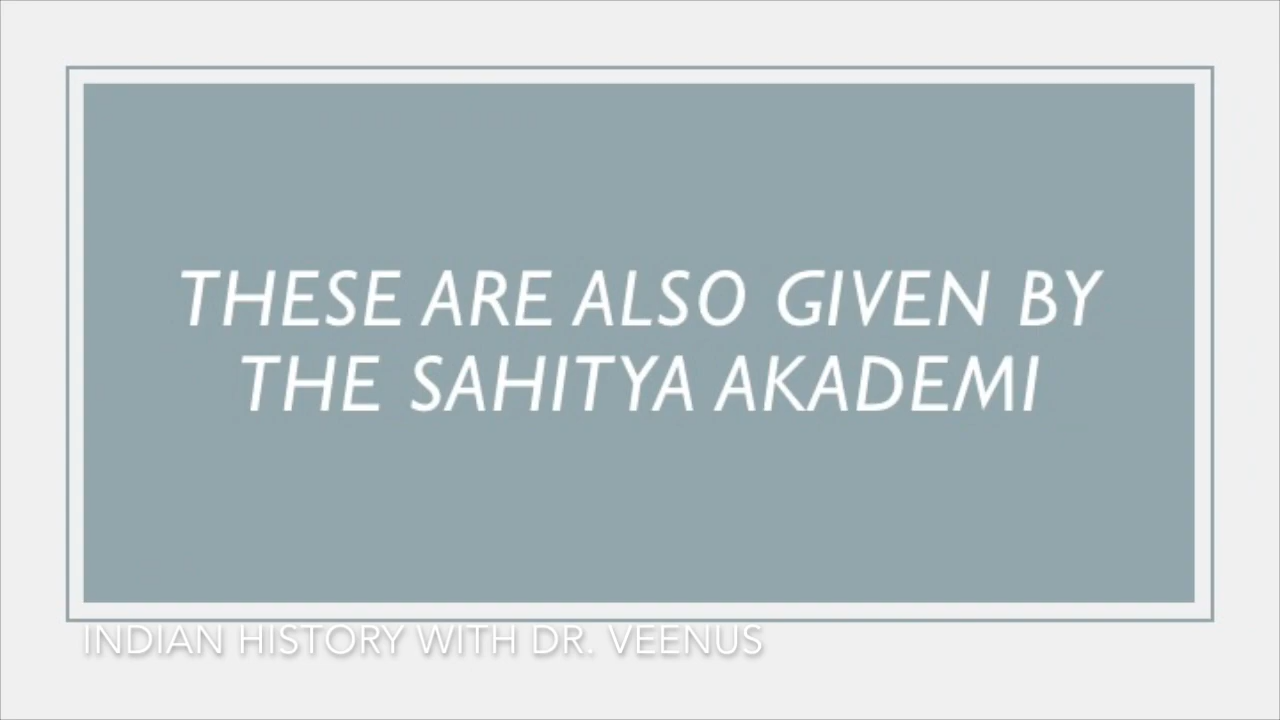 THESE ARE ALSO GIVEN BY
THE SAHITYA AKADEMI
INDIAN HISTORY WITH DR. VEENUS